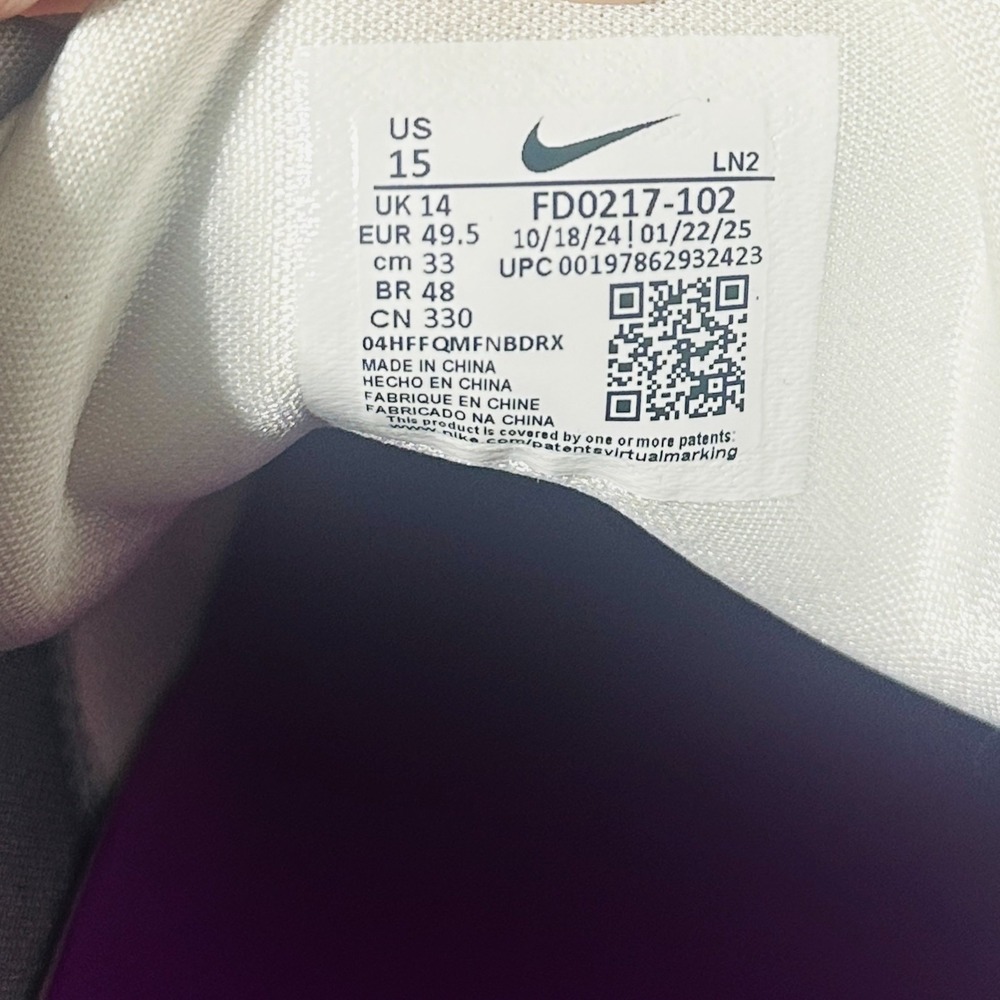 US
15
LN2
UK 14
FD0217-102
EUR 49.5
10/18/24 | 01/22/25
cm 33
UPC 00197862932423
BR 48
CN 330
04HFFQMFNBDRX
MADE IN CHINA
HECHO EN CHINA
FABRIQUE EN CHINE
FABRICADO NA CHINA
This product is covered by one or more patents:
www.nike.com/patentsvirtualmarking